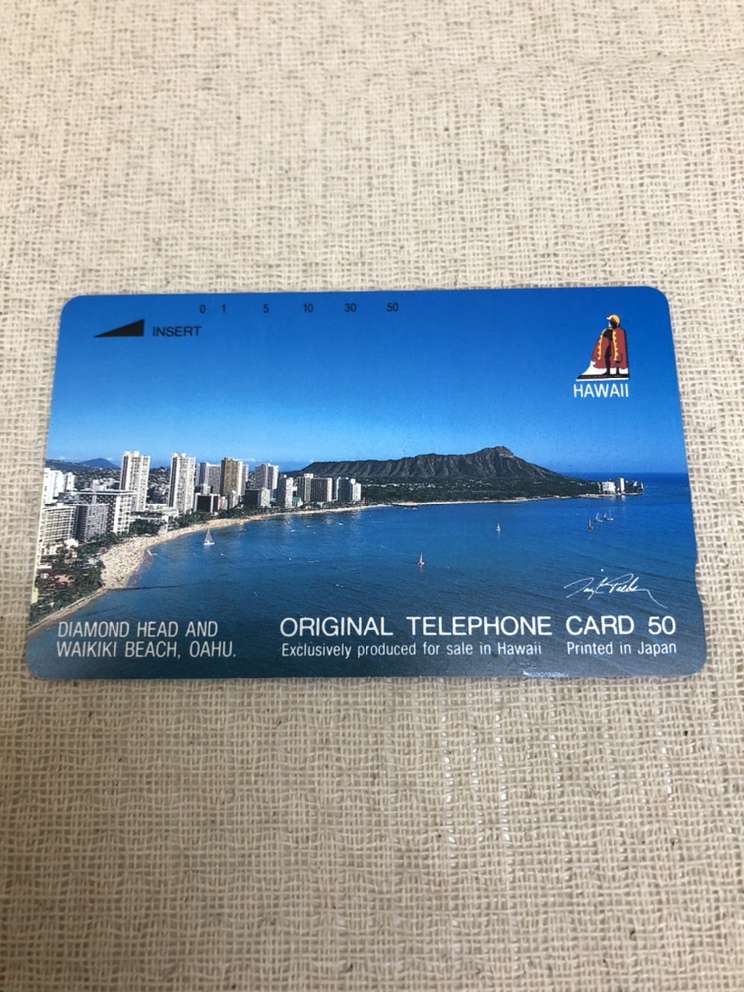 0 1 5 10 30 50
INSERT
HAWAII
DIAMOND HEAD AND
WAIKIKI BEACH, OAHU.
ORIGINAL TELEPHONE CARD 50
Exclusively produced for sale in Hawaii Printed in Japan